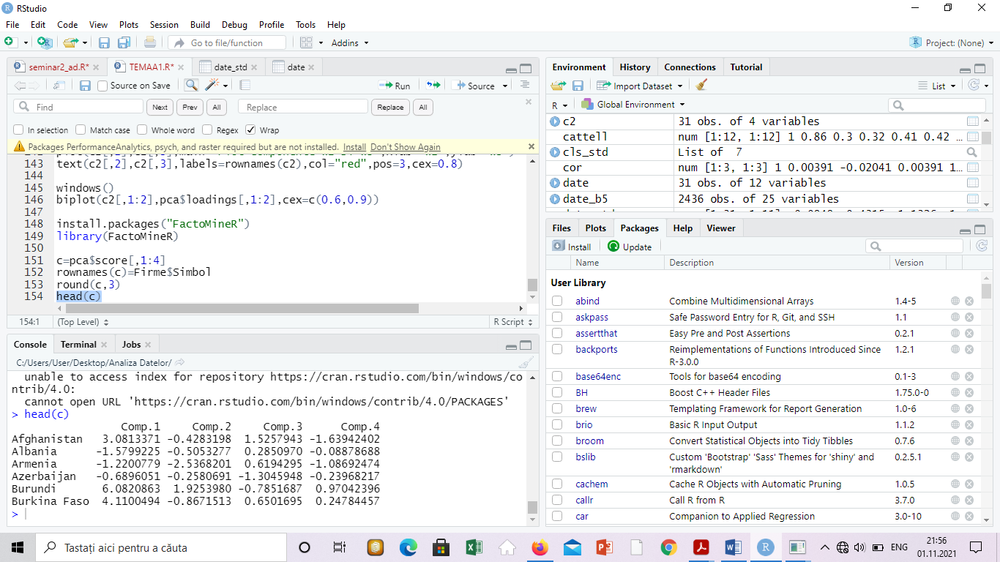 RStudio
File Edit Code View Plots Session Build Debug Profile Tools Help
Go to file/function Addins Project: (None)
seminar2_ad.R* TEMAA1.R* date_std date
Source on Save Run Source
Find Next Prev All Replace Replace All
In selection Match case Whole word Regex Wrap
Packages PerformanceAnalytics, psych, and raster required but are not installed. Install Don't Show Again
143 text(c2[,2],c2[,3],labels=rownames(c2),col="red",pos=3,cex=0.8)
144
145 windows()
146 biplot(c2[,1:2],pca$loadings[,1:2],cex=c(0.6,0.9))
147
148 install.packages("FactoMineR")
149 library(FactoMineR)
150
151 c=pca$score[,1:4]
152 rownames(c)=Firme$Simbol
153 round(c,3)
154 head(c)
154:1 (Top Level) R Script
Console Terminal Jobs
C:/Users/User/Desktop/Analiza Datelor/
unable to access index for repository https://cran.rstudio.com/bin/windows/co
ntrib/4.0:
cannot open URL 'https://cran.rstudio.com/bin/windows/contrib/4.0/PACKAGES'
> head(c)
Comp.1 Comp.2 Comp.3 Comp.4
Afghanistan 3.0813371 -0.4283198 1.5257943 -1.63942402
Albania -1.5799225 -0.5053277 0.2850970 -0.08878688
Armenia -1.2200779 -2.5368201 0.6194295 -1.08692474
Azerbaijan -0.6896051 -0.2580691 -1.3045948 -0.23968217
Burundi 6.0820863 1.9253980 -0.7851687 0.97042396
Burkina Faso 4.1100494 -0.8671513 0.6501695 0.24784457
>
Environment History Connections Tutorial
Import Dataset List
R Global Environment
c2 31 obs. of 4 variables
cattell num [1:12, 1:12] 1 0.86 0.3 0.32 0.41 0.42 ...
cls_std List of 7
cor num [1:3, 1:3] 1 0.00391 -0.02041 0.00391 1...
date 31 obs. of 12 variables
date_b5 2436 obs. of 25 variables
Files Plots Packages Help Viewer
Install Update
Name Description Version
User Library
abind Combine Multidimensional Arrays 1.4-5
askpass Safe Password Entry for R, Git, and SSH 1.1
assertthat Easy Pre and Post Assertions 0.2.1
backports Reimplementations of Functions Introduced Since 1.2.1
R-3.0.0
base64enc Tools for base64 encoding 0.1-3
BH Boost C++ Header Files 1.75.0-0
brew Templating Framework for Report Generation 1.0-6
brio Basic R Input Output 1.1.2
broom Convert Statistical Objects into Tidy Tibbles 0.7.6
bslib Custom 'Bootstrap' 'Sass' Themes for 'shiny' and 0.2.5.1
'rmarkdown'
cachem Cache R Objects with Automatic Pruning 1.0.5
callr Call R from R 3.7.0
car Companion to Applied Regression 3.0-10
Tastați aici pentru a căuta
ENG
21:56
01.11.2021